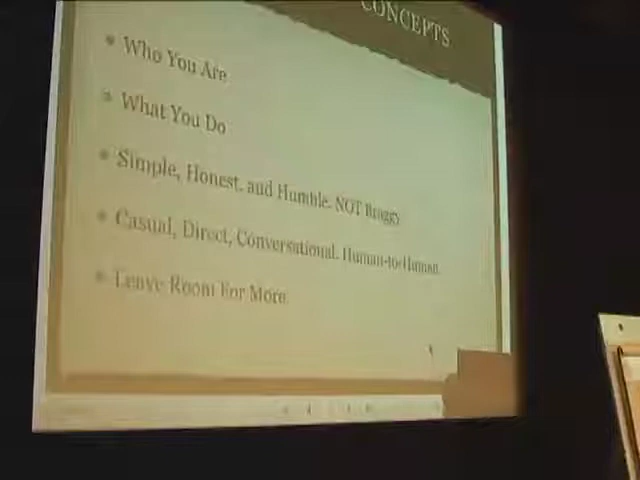 CONCEPTS
Who You Are
What You Do
Simple, Honest, and Humble. NOT Braggy.
Casual, Direct, Conversational. Human-to-Human.
Leave Room For More